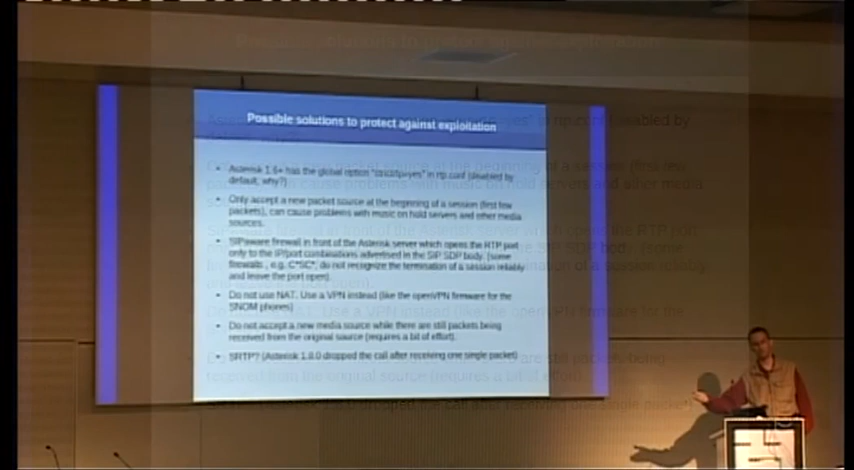 Possible solutions to protect against exploitation
Asterisk 1.6+ has the global option "strictrtp=yes" in rtp.conf (disabled by
default, why?)
Only accept a new packet source at the beginning of a session (first few
packets), can cause problems with music on hold servers and other media
sources.
SIPaware firewall in front of the Asterisk server which opens the RTP port
only to the IP/port combinations advertised in the SIP SDP body. (some
firewalls , e.g. C*SC*, do not recognize the termination of a session reliably
and leave the port open).
Do not use NAT. Use a VPN instead (like the openVPN firmware for the
SNOM phones)
Do not accept a new media source while there are still packets being
received from the original source (requires a bit of effort).
SRTP? (Asterisk 1.8.0 dropped the call after receiving one single packet)